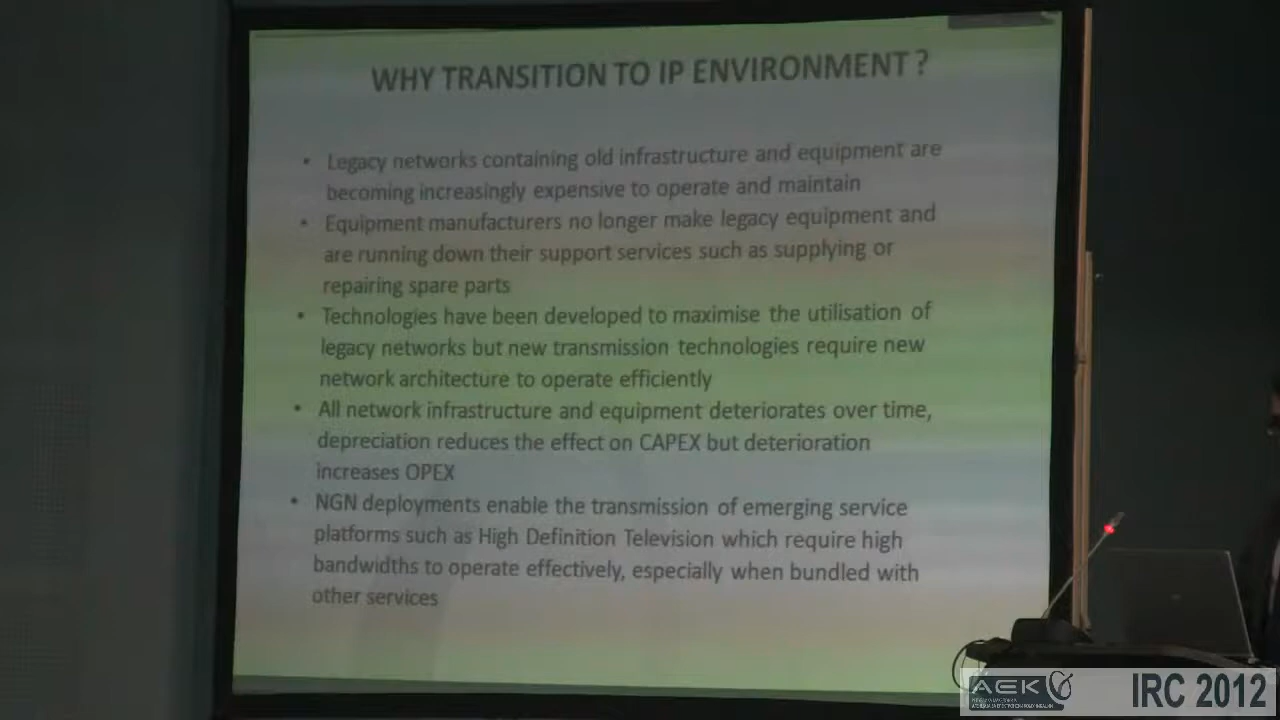 WHY TRANSITION TO IP ENVIRONMENT ?
• Legacy networks containing old infrastructure and equipment are
becoming increasingly expensive to operate and maintain
• Equipment manufacturers no longer make legacy equipment and
are running down their support services such as supplying or
repairing spare parts
• Technologies have been developed to maximise the utilisation of
legacy networks but new transmission technologies require new
network architecture to operate efficiently
• All network infrastructure and equipment deteriorates over time,
depreciation reduces the effect on CAPEX but deterioration
increases OPEX
• NGN deployments enable the transmission of emerging service
platforms such as High Definition Television which require high
bandwidths to operate effectively, especially when bundled with
other services
AEK
IRC 2012